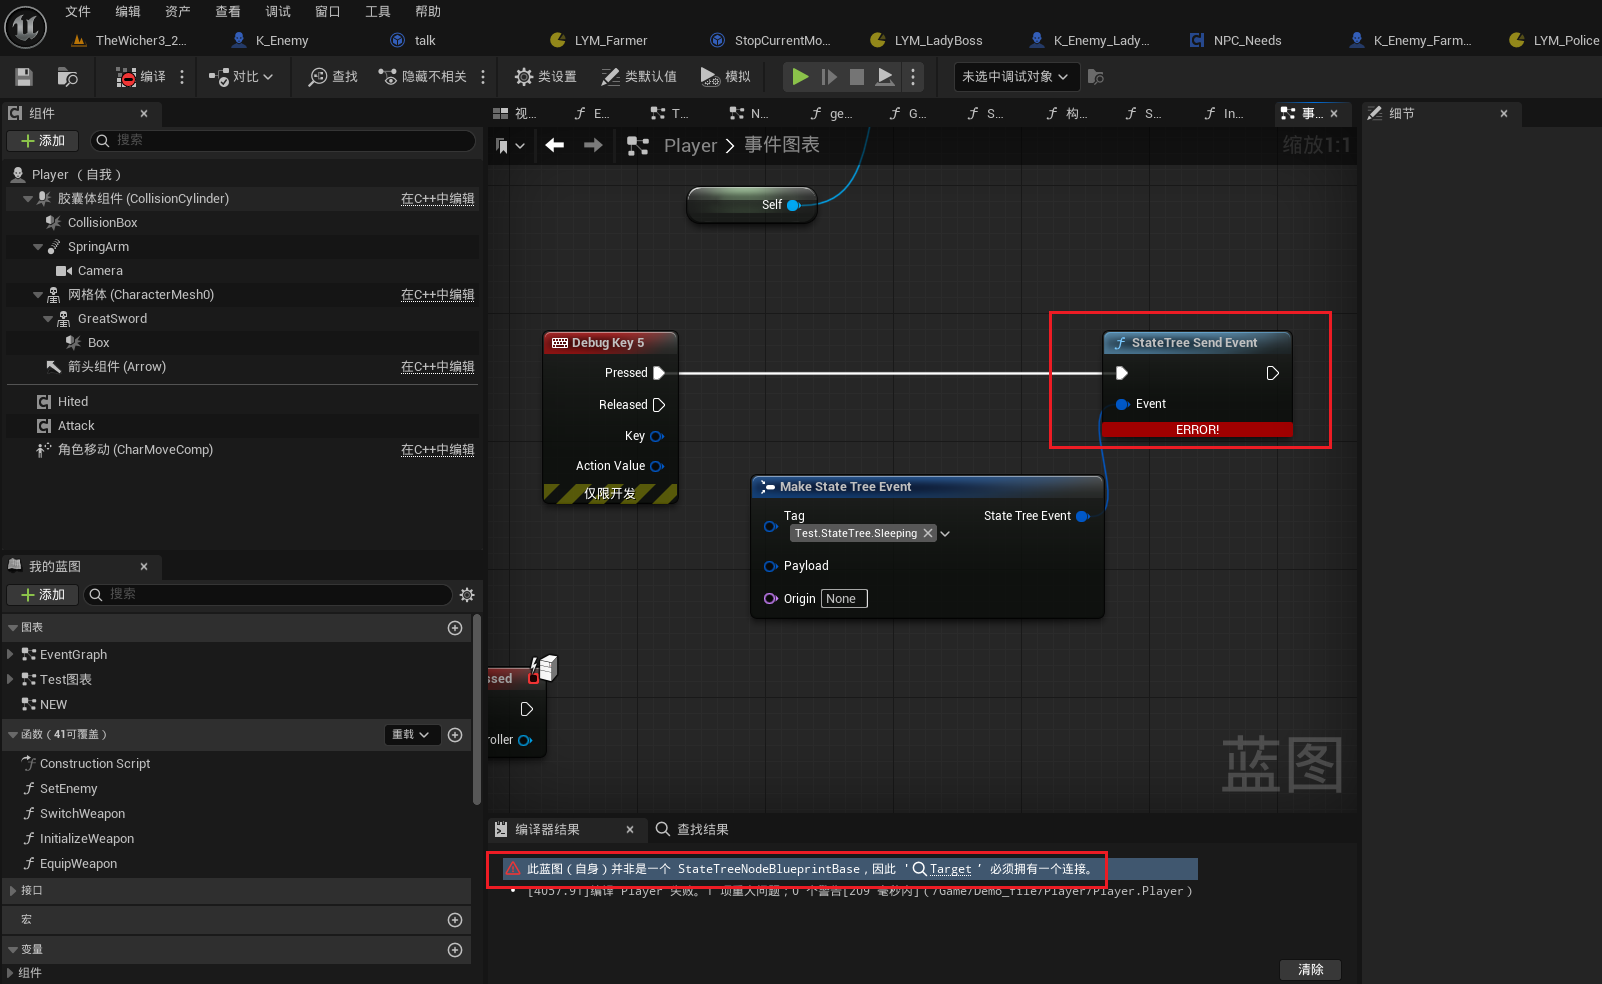 文件 编辑 资产 查看 调试 窗口 工具 帮助
TheWicher3_2... K_Enemy talk LYM_Farmer StopCurrentMo... LYM_LadyBoss K_Enemy_Lady... NPC_Needs K_Enemy_Farm... LYM_Police
编译 对比 查找 隐藏不相关 类设置 类默认值 模拟 未选中调试对象
组件
添加 搜索
Player （自我）
胶囊体组件 (CollisionCylinder) 在C++中编辑
CollisionBox
SpringArm
Camera
网格体 (CharacterMesh0) 在C++中编辑
GreatSword
Box
箭头组件 (Arrow) 在C++中编辑
Hited
Attack
角色移动 (CharMoveComp) 在C++中编辑
我的蓝图
添加 搜索
图表
EventGraph
Test图表
NEW
函数（41可覆盖） 重载
Construction Script
SetEnemy
SwitchWeapon
InitializeWeapon
EquipWeapon
接口
宏
变量
组件
视... E... T... N... ge... G... S... 构... S... In... 事...
Player > 事件图表 缩放1:1
Self
Debug Key 5
Pressed
Released
Key
Action Value
仅限开发
StateTree Send Event
Event
ERROR!
Make State Tree Event
Tag State Tree Event
Test.StateTree.Sleeping
Payload
Origin None
ssed
roller
蓝图
编译器结果 查找结果
此蓝图（自身）并非是一个 StateTreeNodeBlueprintBase，因此 'Target' 必须拥有一个连接。
[4057.91]编译 Player 失败。1 项重大问题；0 个警告[209 毫秒内]（/Game/Demo_file/Player/Player.Player）
清除
细节